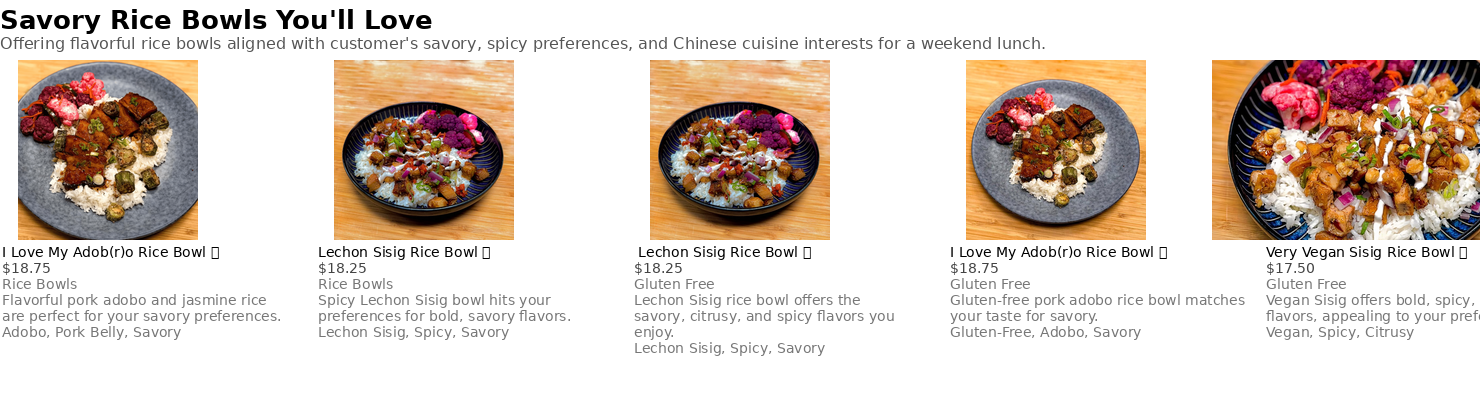 Savory Rice Bowls You'll Love
Offering flavorful rice bowls aligned with customer's savory, spicy preferences, and Chinese cuisine interests for a weekend lunch.
I Love My Adob(r)o Rice Bowl
$18.75
Rice Bowls
Flavorful pork adobo and jasmine rice
are perfect for your savory preferences.
Adobo, Pork Belly, Savory
Lechon Sisig Rice Bowl
$18.25
Rice Bowls
Spicy Lechon Sisig bowl hits your
preferences for bold, savory flavors.
Lechon Sisig, Spicy, Savory
Lechon Sisig Rice Bowl
$18.25
Gluten Free
Lechon Sisig rice bowl offers the
savory, citrusy, and spicy flavors you
enjoy.
Lechon Sisig, Spicy, Savory
I Love My Adob(r)o Rice Bowl
$18.75
Gluten Free
Gluten-free pork adobo rice bowl matches
your taste for savory.
Gluten-Free, Adobo, Savory
Very Vegan Sisig Rice Bowl
$17.50
Gluten Free
Vegan Sisig offers bold, spicy,
flavors, appealing to your
Vegan, Spicy, Citrusy